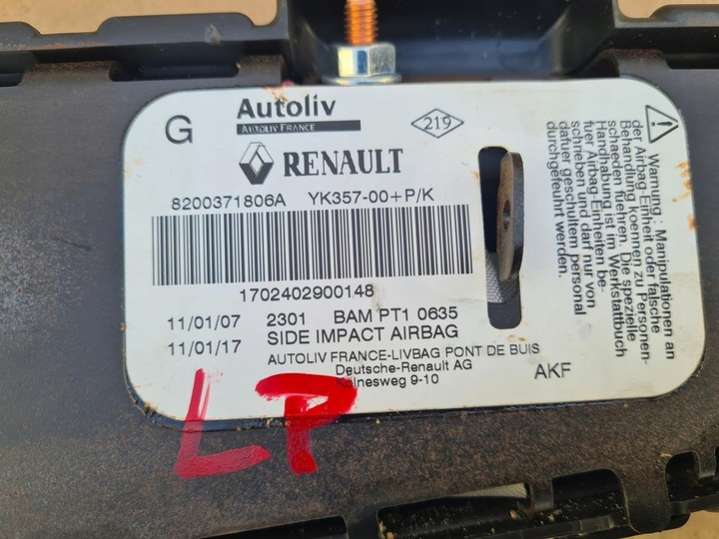 G
Autoliv
AUTOLIV FRANCE
219
RENAULT
8200371806A YK357-00+P/K
1702402900148
11/01/07 2301 BAM PT1 0635
11/01/17 SIDE IMPACT AIRBAG
AUTOLIV FRANCE-LIVBAG PONT DE BUIS
Deutsche-Renault AG
9-10
AKF
Warnung : Manipulationen an
der Airbag-Einheit oder falsche
Behandlung koennen zu Personen-
schaeden fuehren. Die spezielle
Handhabung ist im Werkstattbuch
fuer Airbag-Einheiten be-
schrieben und darf nur von
dafuer geschultem personal
durchgefuehrt werden.
LP